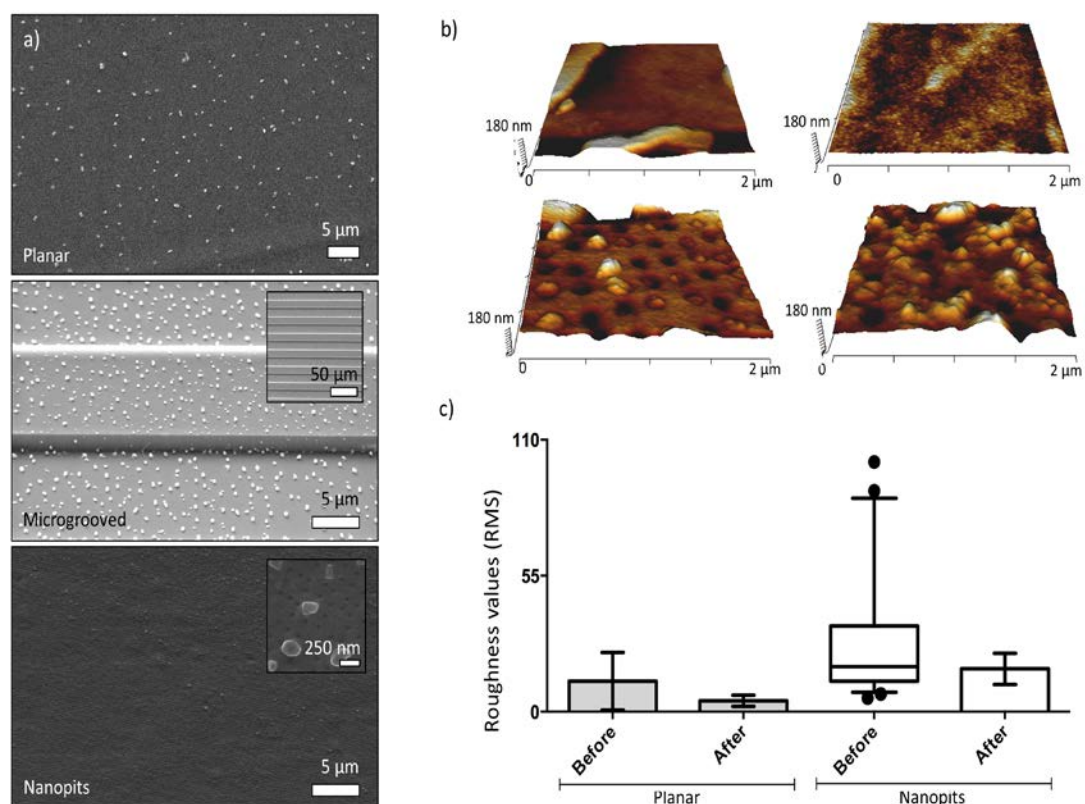 a)
5 µm
Planar
50 µm
5 µm
Microgrooved
250 nm
5 µm
Nanopits
b)
180 nm
0
2 µm
180 nm
0
2 µm
180 nm
0
2 µm
180 nm
0
2 µm
c)
Roughness values (RMS)
110
55
0
Before
After
Before
After
Planar
Nanopits